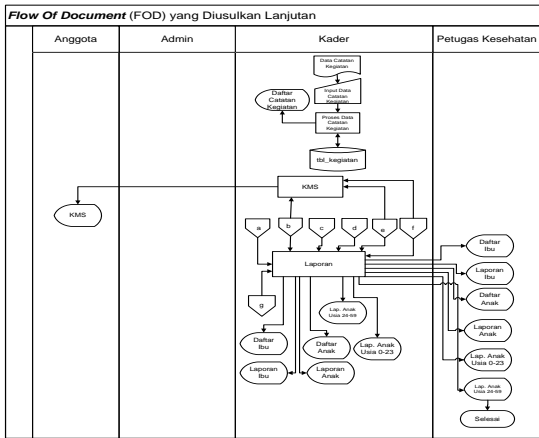 Flow Of Document (FOD) yang Diusulkan Lanjutan
Anggota
Admin
Kader
Petugas Kesehatan
Data Catatan
Kegiatan
Input Data
Catatan
Kegiatan
Daftar
Catatan
Kegiatan
Proses Data
Catatan
Kegiatan
tbl_kegiatan
KMS
KMS
a
b
c
d
e
f
Laporan
g
Daftar
Ibu
Laporan
Ibu
Daftar
Anak
Laporan
Anak
Lap. Anak
Usia 24-59
Lap. Anak
Usia 0-23
Daftar
Ibu
Laporan
Ibu
Daftar
Anak
Laporan
Anak
Lap. Anak
Usia 0-23
Lap. Anak
Usia 24-59
Selesai